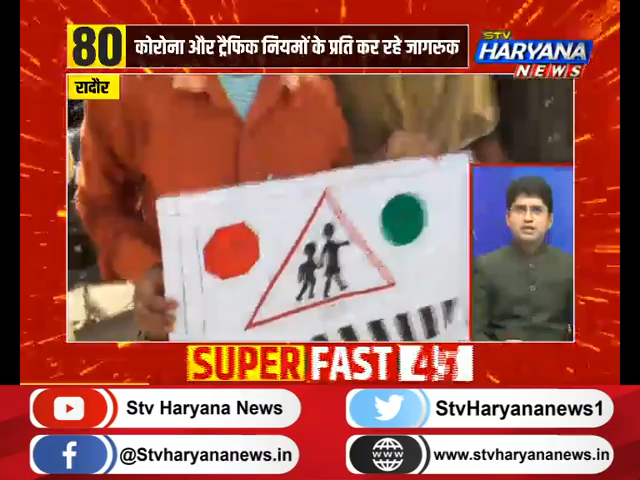 80
कोरोना और ट्रैफिक नियमों के प्रति कर रहे जागरुक
STV
HARYANA
NEWS
रादौर
SUPER FAST 45
Stv Haryana News
StvHaryananews1
@Stvharyananews.in
www.stvharyananews.in